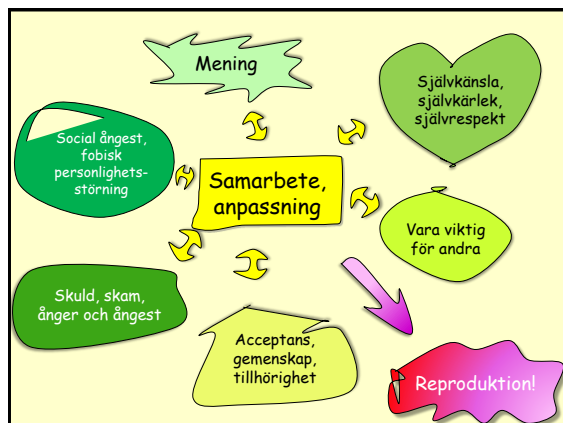 Mening
Självkänsla,
självkärlek,
självrespekt
Social ångest,
fobisk
personlighets-
störning
Samarbete,
anpassning
Vara viktig
för andra
Skuld, skam,
ånger och ångest
Acceptans,
gemenskap,
tillhörighet
Reproduktion!